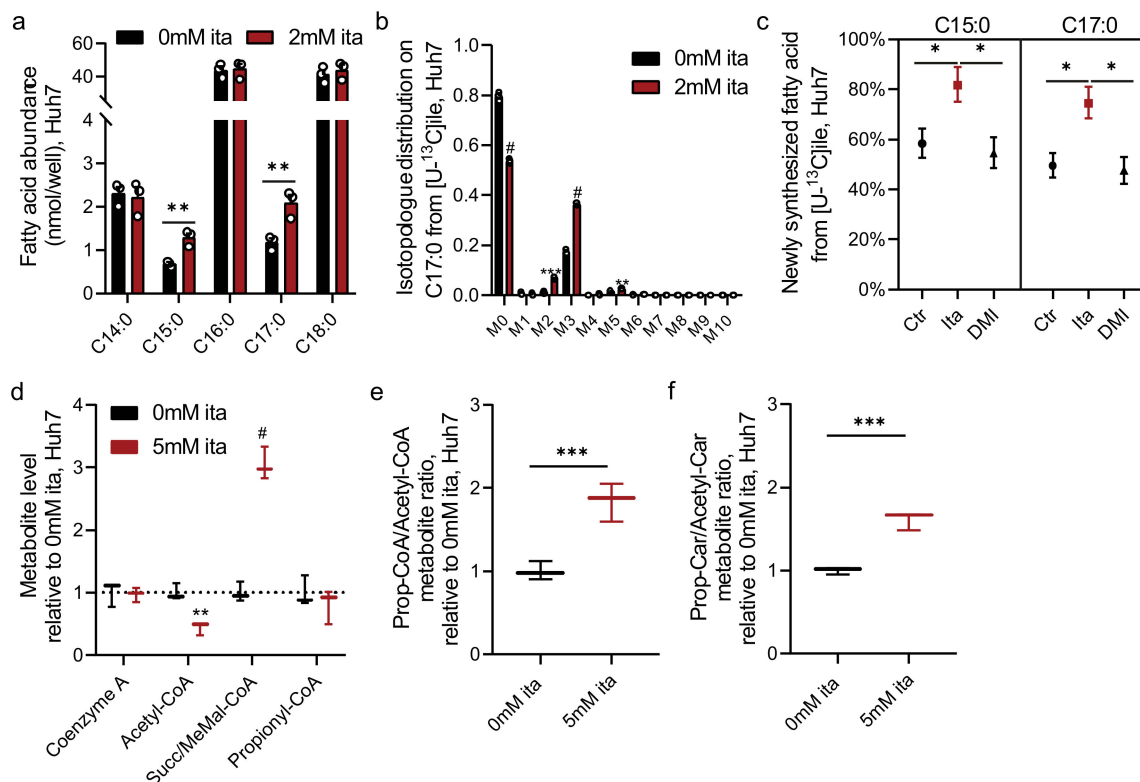 a
0mM ita
2mM ita
Fatty acid abundance
(nmol/well), Huh7
60
40
4
3
2
1
0
**
**
C14:0
C15:0
C16:0
C17:0
C18:0
b
Isotopologue distribution on
C17:0 from [U-¹³C]ile, Huh7
1.0
0.8
0.6
0.4
0.2
0.0
0mM ita
2mM ita
#
***
#
**
M0
M1
M2
M3
M4
M5
M6
M7
M8
M9
M10
c
C15:0
C17:0
Newly synthesized fatty acid
from [U-¹³C]ile, Huh7
100%
80%
60%
40%
20%
0%
*
*
*
*
Ctr
Ita
DMI
Ctr
Ita
DMI
d
Metabolite level
relative to 0mM ita, Huh7
4
3
2
1
0
0mM ita
5mM ita
**
#
Coenzyme A
Acetyl-CoA
Succ/MeMal-CoA
Propionyl-CoA
e
Prop-CoA/Acetyl-CoA
metabolite ratio,
relative to 0mM ita, Huh7
3
2
1
0
***
0mM ita
5mM ita
f
Prop-Car/Acetyl-Car
metabolite ratio,
relative to 0mM ita, Huh7
3
2
1
0
***
0mM ita
5mM ita